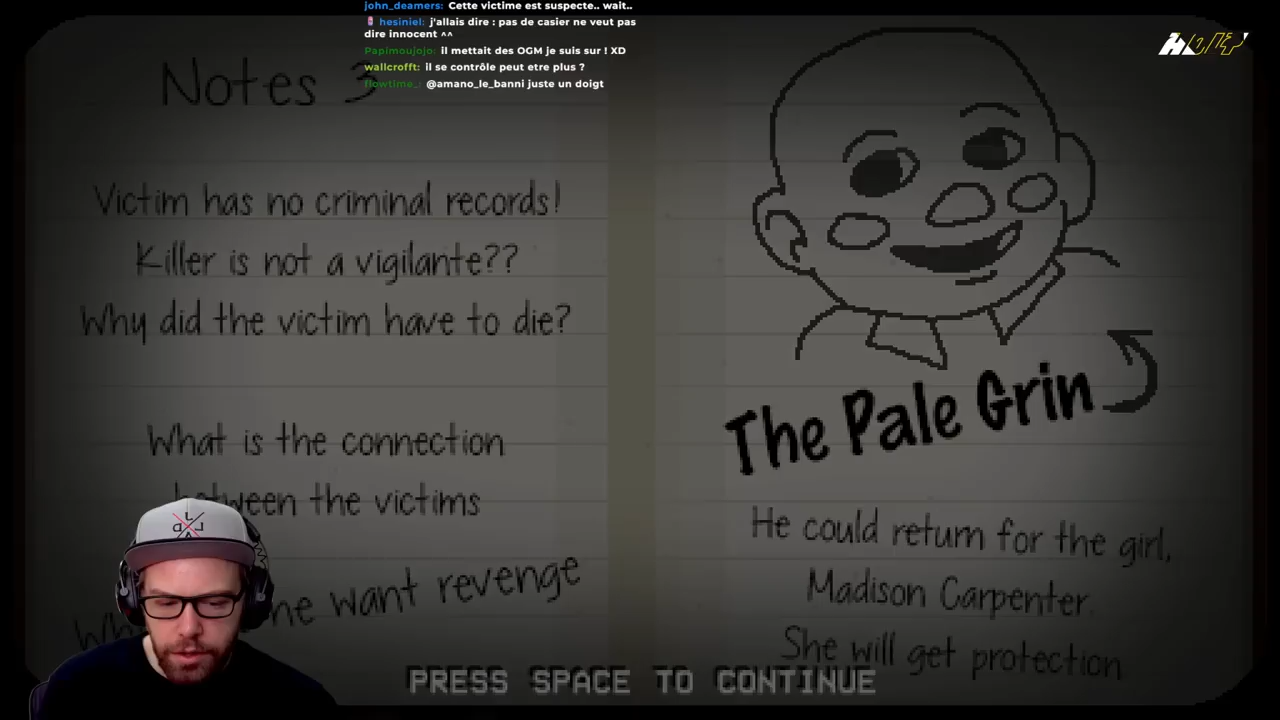 john_deamers: Cette victime est suspecte.. wait..
hesiniel: j'allais dire : pas de casier ne veut pas
dire innocent ^^
Papimoujojo: il mettait des OGM je suis sur ! XD
wallcrofft: il se contrôle peut etre plus ?
flowtime_: @amano_le_banni juste un doigt
Notes 3
Victim has no criminal records!
Killer is not a vigilante??
Why did the victim have to die?
What is the connection
between the victims
want revenge
The Pale Grin
He could return for the girl,
Madison Carpenter.
She will get protection
PRESS SPACE TO CONTINUE